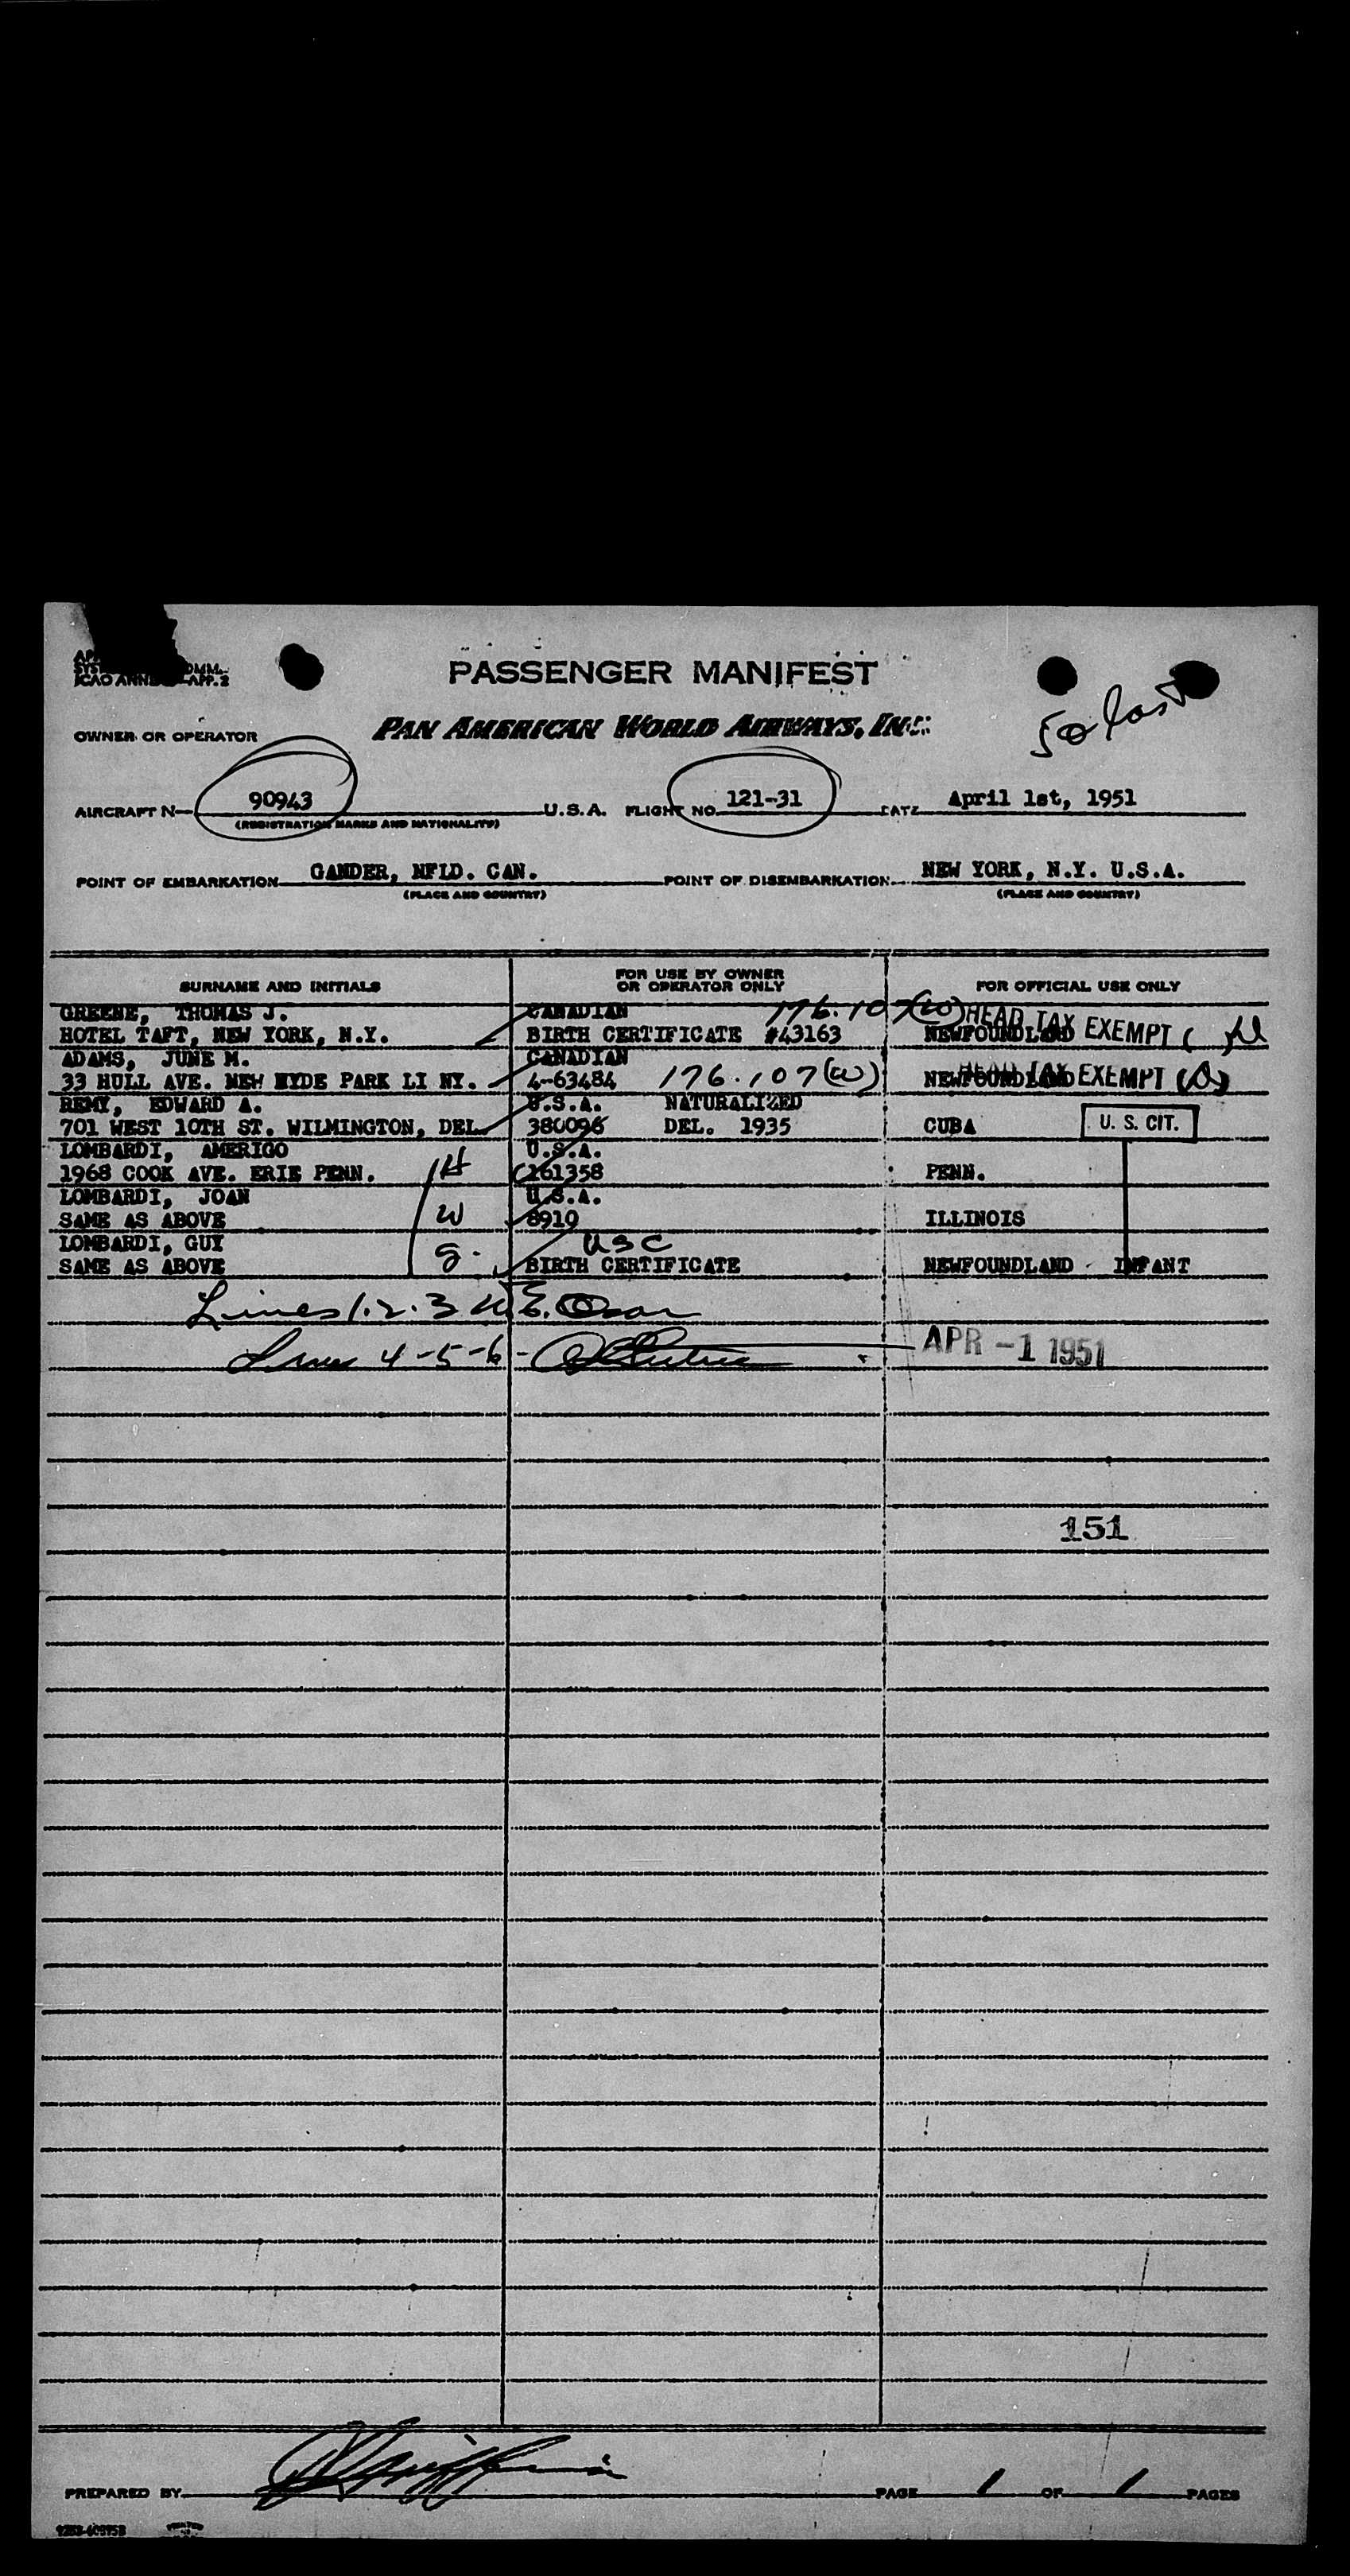 PASSENGER MANIFEST
OWNER OR OPERATOR PAN AMERICAN WORLD AIRWAYS, INC.
AIRCRAFT N— 90943 U.S.A. FLIGHT NO. 121-31 DATE April 1st, 1951
(REGISTRATION MARKS AND NATIONALITY)
POINT OF EMBARKATION GANDER, NFLD. CAN. POINT OF DISEMBARKATION NEW YORK, N.Y. U.S.A.
(PLACE AND COUNTRY) (PLACE AND COUNTRY)
SURNAME AND INITIALS FOR USE BY OWNER OR OPERATOR ONLY FOR OFFICIAL USE ONLY
GREENE, THOMAS J. CANADIAN 176.107(W) HEAD TAX EXEMPT
HOTEL TAFT, NEW YORK, N.Y. BIRTH CERTIFICATE #43163 NEWFOUNDLAND
ADAMS, JUNE M. CANADIAN
33 HULL AVE. NEW HYDE PARK LI NY. 4-63484 176.107(W) NEWFOUNDLAND HEAD TAX EXEMPT
REMY, EDWARD A. U.S.A. NATURALIZED
701 WEST 10TH ST. WILMINGTON, DEL. 380096 DEL. 1935 CUBA U. S. CIT.
LOMBARDI, AMERIGO U.S.A.
1968 COOK AVE. ERIE PENN. H 161358 PENN.
LOMBARDI, JOAN U.S.A.
SAME AS ABOVE W 8910 ILLINOIS
LOMBARDI, GUY USC
SAME AS ABOVE S. BIRTH CERTIFICATE NEWFOUNDLAND INFANT
Lines 1.2.3
Lines 4-5-6- APR -1 1951
151
PREPARED BY PAGE 1 OF 1 PAGES